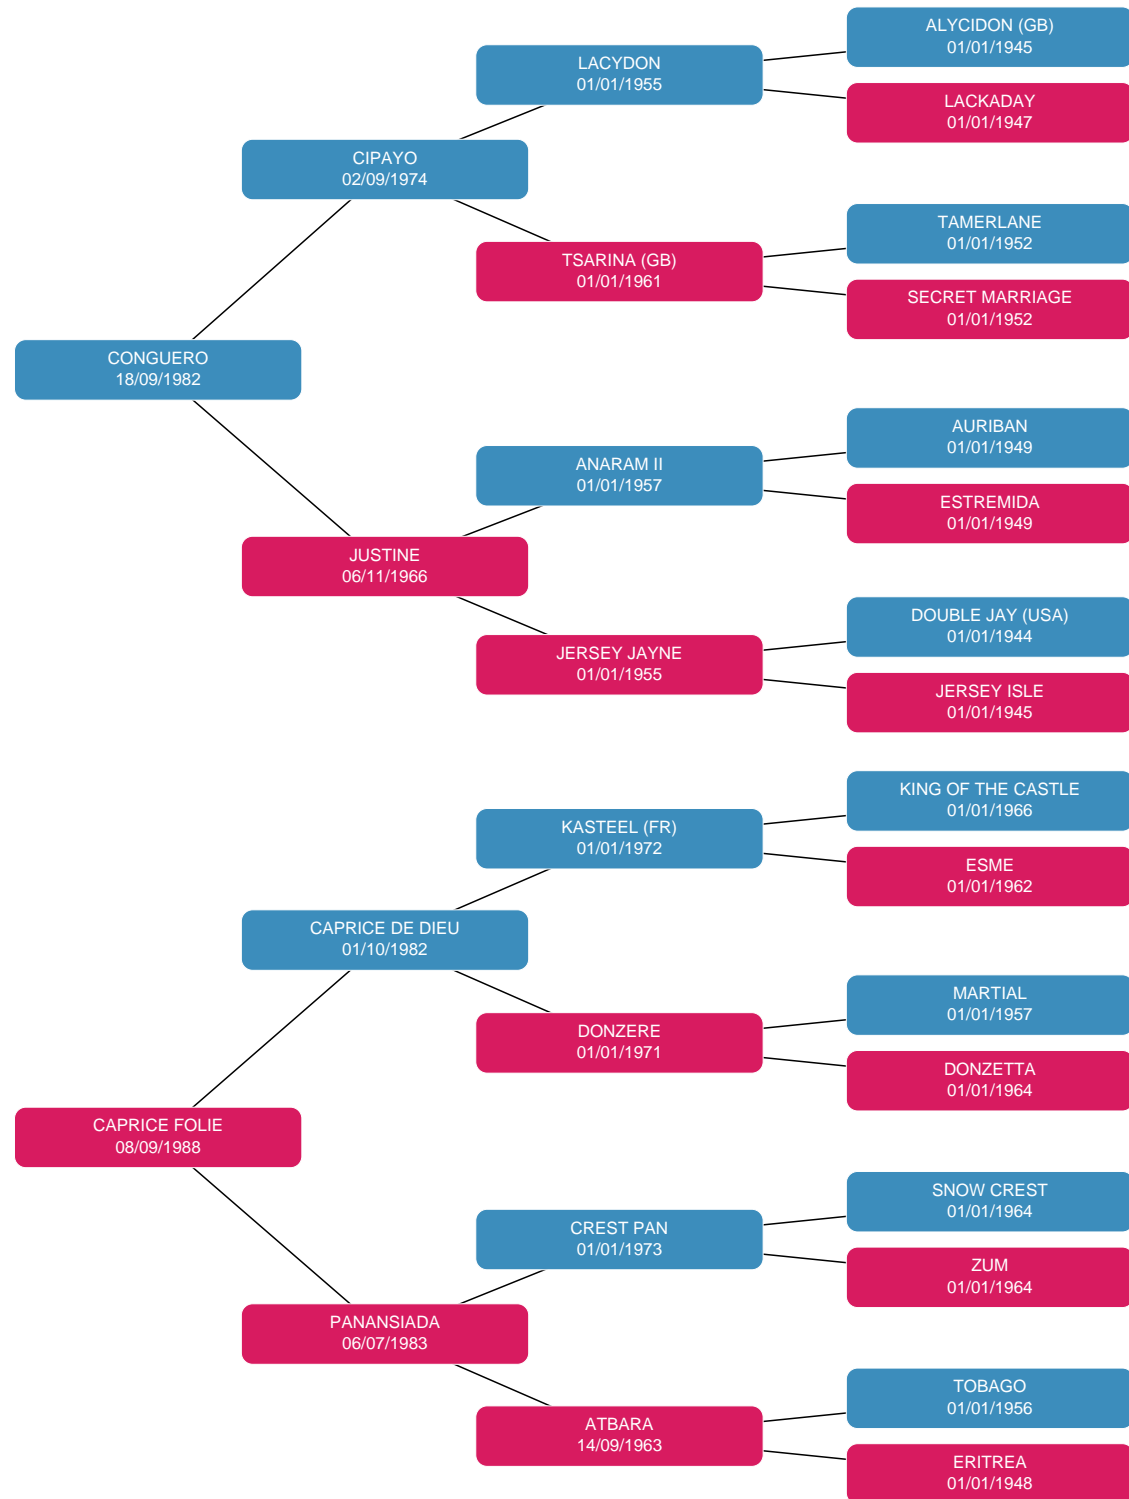 ALYCIDON (GB)
01/01/1945
LACYDON
01/01/1955
LACKADAY
01/01/1947
CIPAYO
02/09/1974
TAMERLANE
01/01/1952
TSARINA (GB)
01/01/1961
SECRET MARRIAGE
01/01/1952
CONGUERO
18/09/1982
AURIBAN
01/01/1949
ANARAM II
01/01/1957
ESTREMIDA
01/01/1949
JUSTINE
06/11/1966
DOUBLE JAY (USA)
01/01/1944
JERSEY JAYNE
01/01/1955
JERSEY ISLE
01/01/1945
KING OF THE CASTLE
01/01/1966
KASTEEL (FR)
01/01/1972
ESME
01/01/1962
CAPRICE DE DIEU
01/10/1982
MARTIAL
01/01/1957
DONZERE
01/01/1971
DONZETTA
01/01/1964
CAPRICE FOLIE
08/09/1988
SNOW CREST
01/01/1964
CREST PAN
01/01/1973
ZUM
01/01/1964
PANANSIADA
06/07/1983
TOBAGO
01/01/1956
ATBARA
14/09/1963
ERITREA
01/01/1948